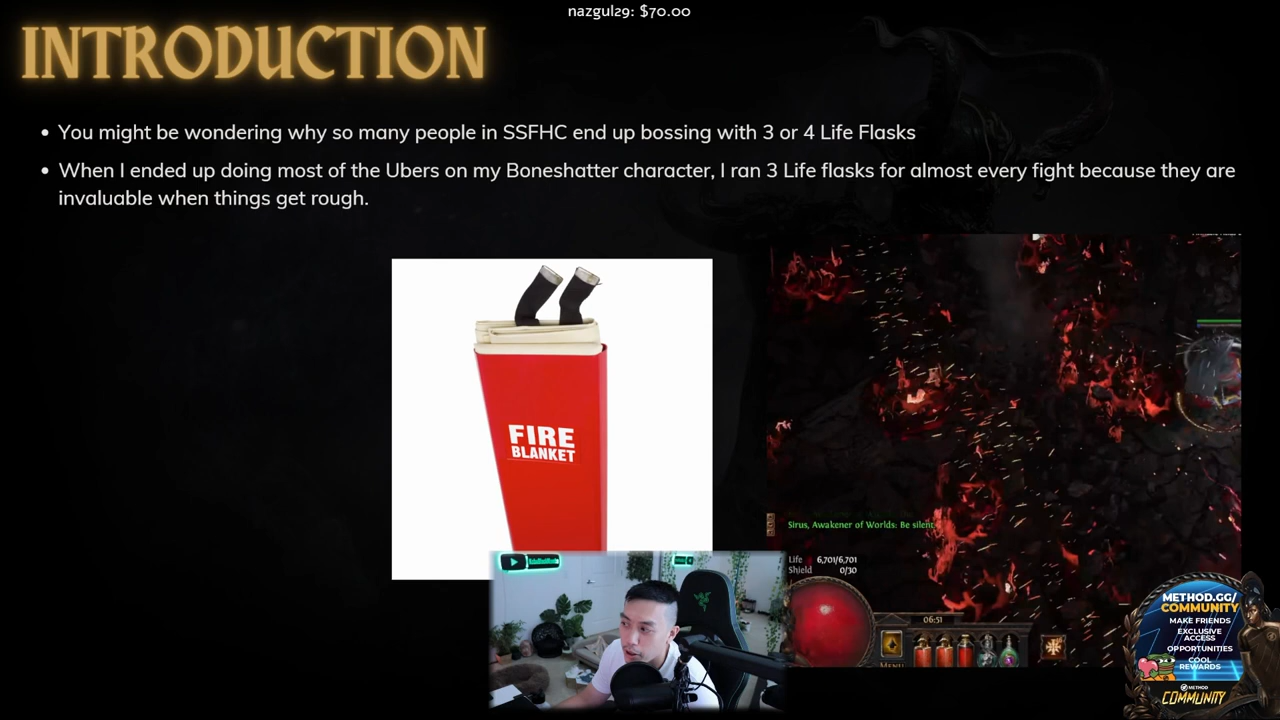 nazgul29: $70.00
INTRODUCTION
• You might be wondering why so many people in SSFHC end up bossing with 3 or 4 Life Flasks
• When I ended up doing most of the Ubers on my Boneshatter character, I ran 3 Life flasks for almost every fight because they are
invaluable when things get rough.
FIRE
BLANKET
Sirus, Awakener of Worlds: Be silent
Life 6,701/6,701
Shield 0/30
06:51
MENU
METHOD.GG/
COMMUNITY
MAKE FRIENDS
EXCLUSIVE
ACCESS
OPPORTUNITIES
COOL
REWARDS
METHOD
COMMUNITY